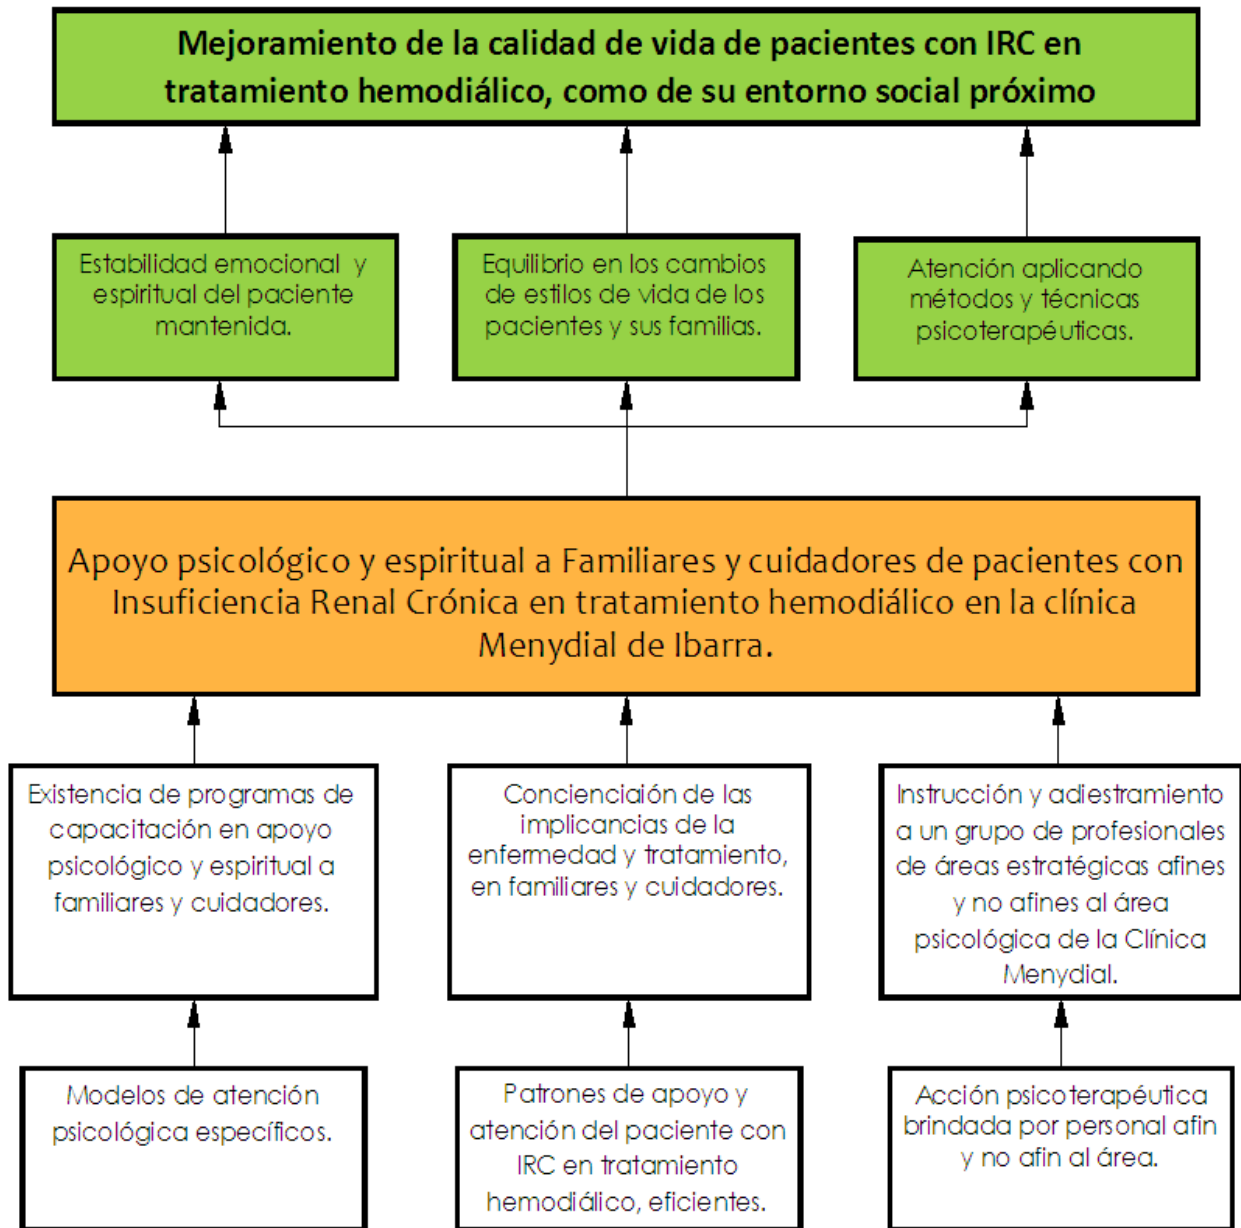 Mejoramiento de la calidad de vida de pacientes con IRC en
tratamiento hemodiálico, como de su entorno social próximo
Estabilidad emocional y
espiritual del paciente
mantenida.
Equilibrio en los cambios
de estilos de vida de los
pacientes y sus familias.
Atención aplicando
métodos y técnicas
psicoterapéuticas.
Apoyo psicológico y espiritual a Familiares y cuidadores de pacientes con
Insuficiencia Renal Crónica en tratamiento hemodiálico en la clínica
Menydial de Ibarra.
Existencia de programas de
capacitación en apoyo
psicológico y espiritual a
familiares y cuidadores.
Concienciaión de las
implicancias de la
enfermedad y tratamiento,
en familiares y cuidadores.
Instrucción y adiestramiento
a un grupo de profesionales
de áreas estratégicas afines
y no afines al área
psicológica de la Clínica
Menydial.
Modelos de atención
psicológica específicos.
Patrones de apoyo y
atención del paciente con
IRC en tratamiento
hemodiálico, eficientes.
Acción psicoterapéutica
brindada por personal afin
y no afin al área.